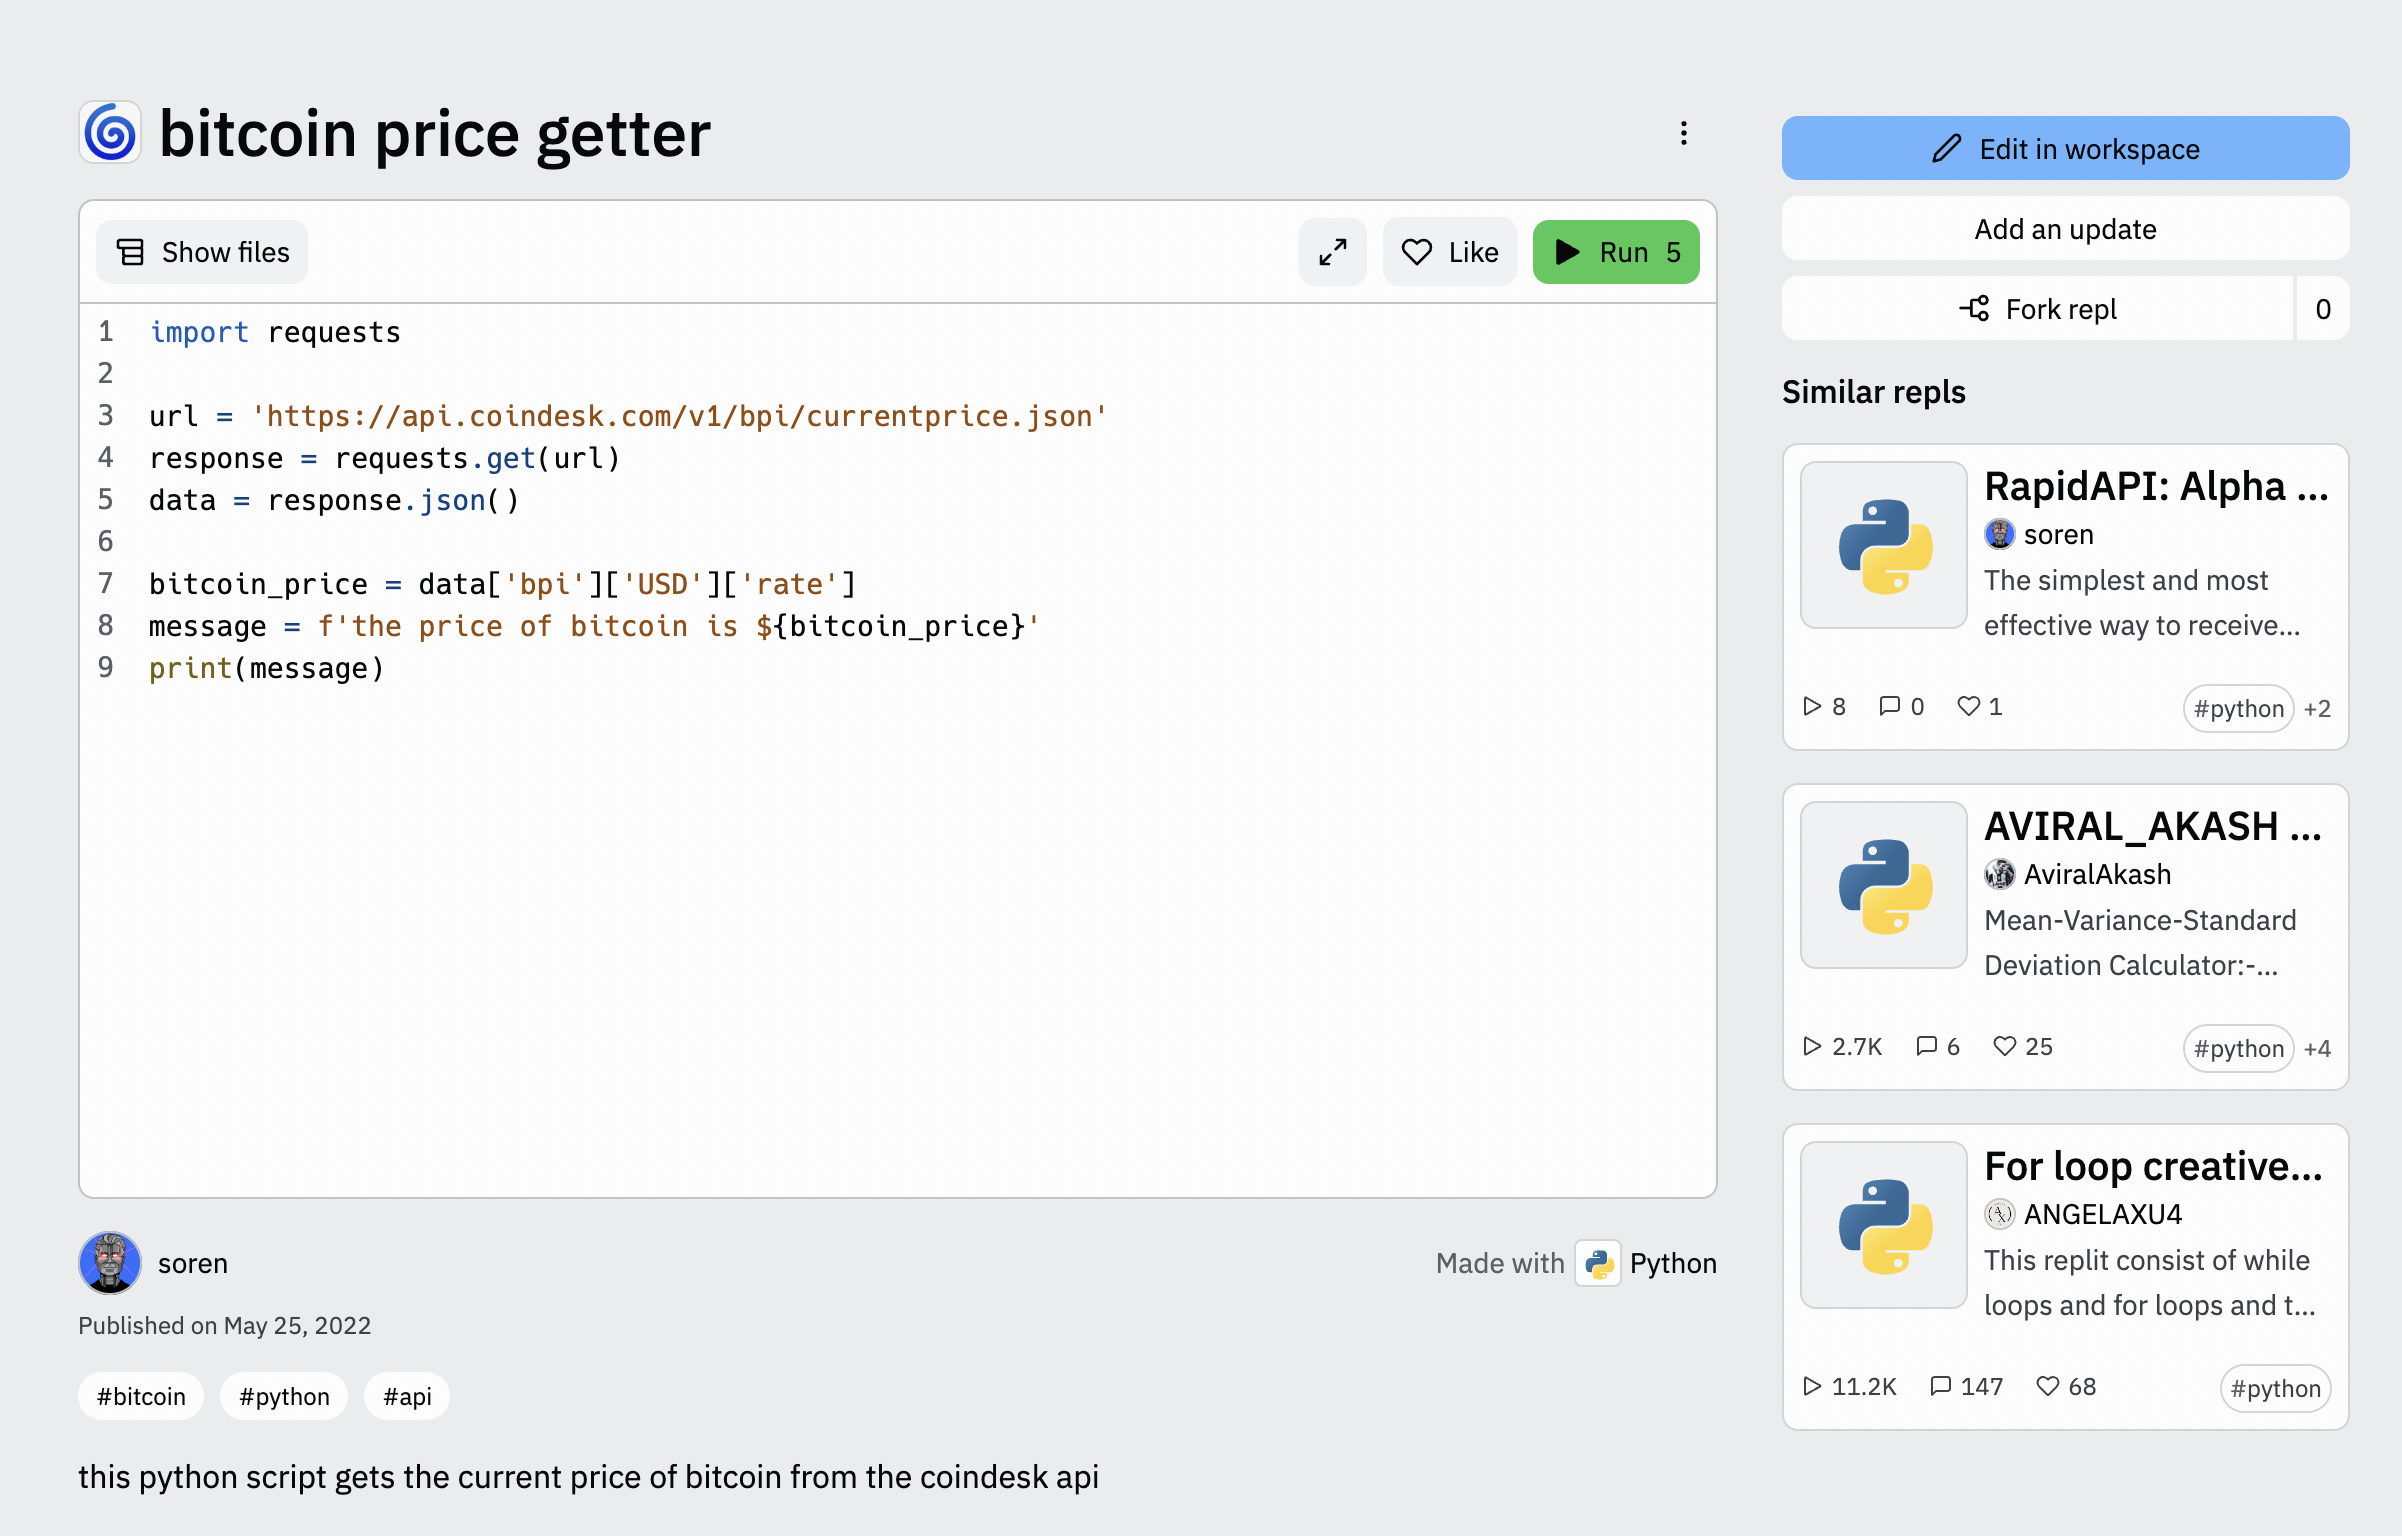 bitcoin price getter
Show files
Like
Run 5
1 import requests
2
3 url = 'https://api.coindesk.com/v1/bpi/currentprice.json'
4 response = requests.get(url)
5 data = response.json()
6
7 bitcoin_price = data['bpi']['USD']['rate']
8 message = f'the price of bitcoin is ${bitcoin_price}'
9 print(message)
soren
Made with Python
Published on May 25, 2022
#bitcoin #python #api
this python script gets the current price of bitcoin from the coindesk api
Edit in workspace
Add an update
Fork repl 0
Similar repls
RapidAPI: Alpha ...
soren
The simplest and most
effective way to receive...
8 0 1 #python +2
AVIRAL_AKASH ...
AviralAkash
Mean-Variance-Standard
Deviation Calculator:-...
2.7K 6 25 #python +4
For loop creative...
ANGELAXU4
This replit consist of while
loops and for loops and t...
11.2K 147 68 #python